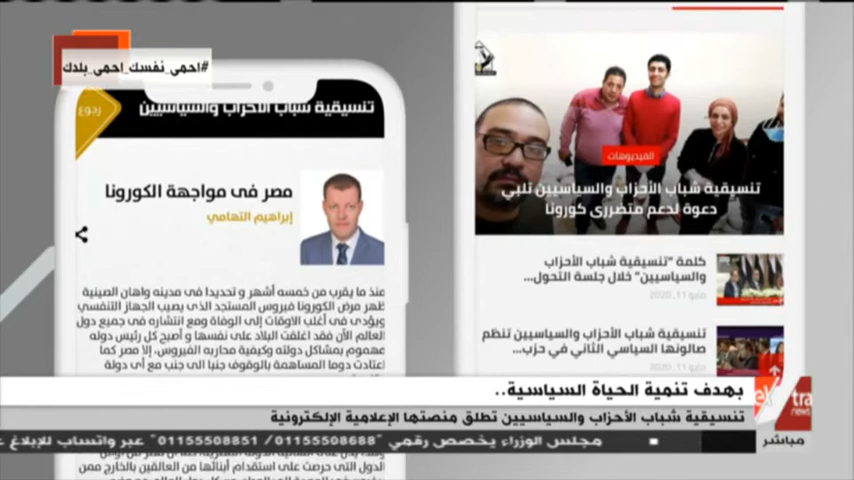 #احمى_نفسك_احمى_بلدك
رجوع
تنسيقية شباب الأحزاب والسياسيين
مصر فى مواجهة الكورونا
إبراهيم التهامي
منذ ما يقرب من خمسه أشهر و تحديدا فى مدينه واهان الصينية
ظهر مرض الكورونا فيروس المستجد الذى يصيب الجهاز التنفسي
ويؤدى فى أغلب الاوقات إلى الوفاة ومع انتشاره فى جميع دول
العالم الآن فقد اغلقت البلاد على نفسها و أصبح كل رئيس دوله
مهموم بمشاكل دولته وكيفية محاربه الفيروس، إلا مصر كما
اعتادت دوما المساهمة بالوقوف جنبا الى جنب مع أى دولة
الفيديوهات
تنسيقية شباب الأحزاب والسياسيين تلبي
دعوة لدعم متضررى كورونا
كلمة "تنسيقية شباب الأحزاب
والسياسيين" خلال جلسة التحول...
مايو 11, 2020
تنسيقية شباب الأحزاب والسياسيين تنظم
صالونها السياسي الثاني في حزب...
مايو 11, 2020
بهدف تنمية الحياة السياسية..
تنسيقية شباب الأحزاب والسياسيين تطلق منصتها الإعلامية الإلكترونية
extra
news
مباشر
مجلس الوزراء يخصص رقمي "01155508688 /01155508851" عبر واتساب للإبلاغ
الدول التى حرصت على استقدام أبنائها من العالقين بالخارج ممن